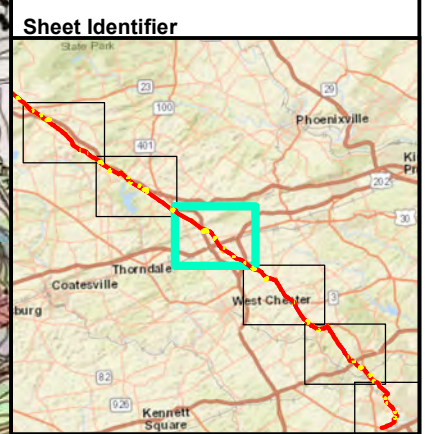 Sheet Identifier
State Park
23
29
100
Phoenixville
401
Ki
Pr
202
30
Thorndale
Coatesville
West Chester
3
burg
82
926
Kennett
Square